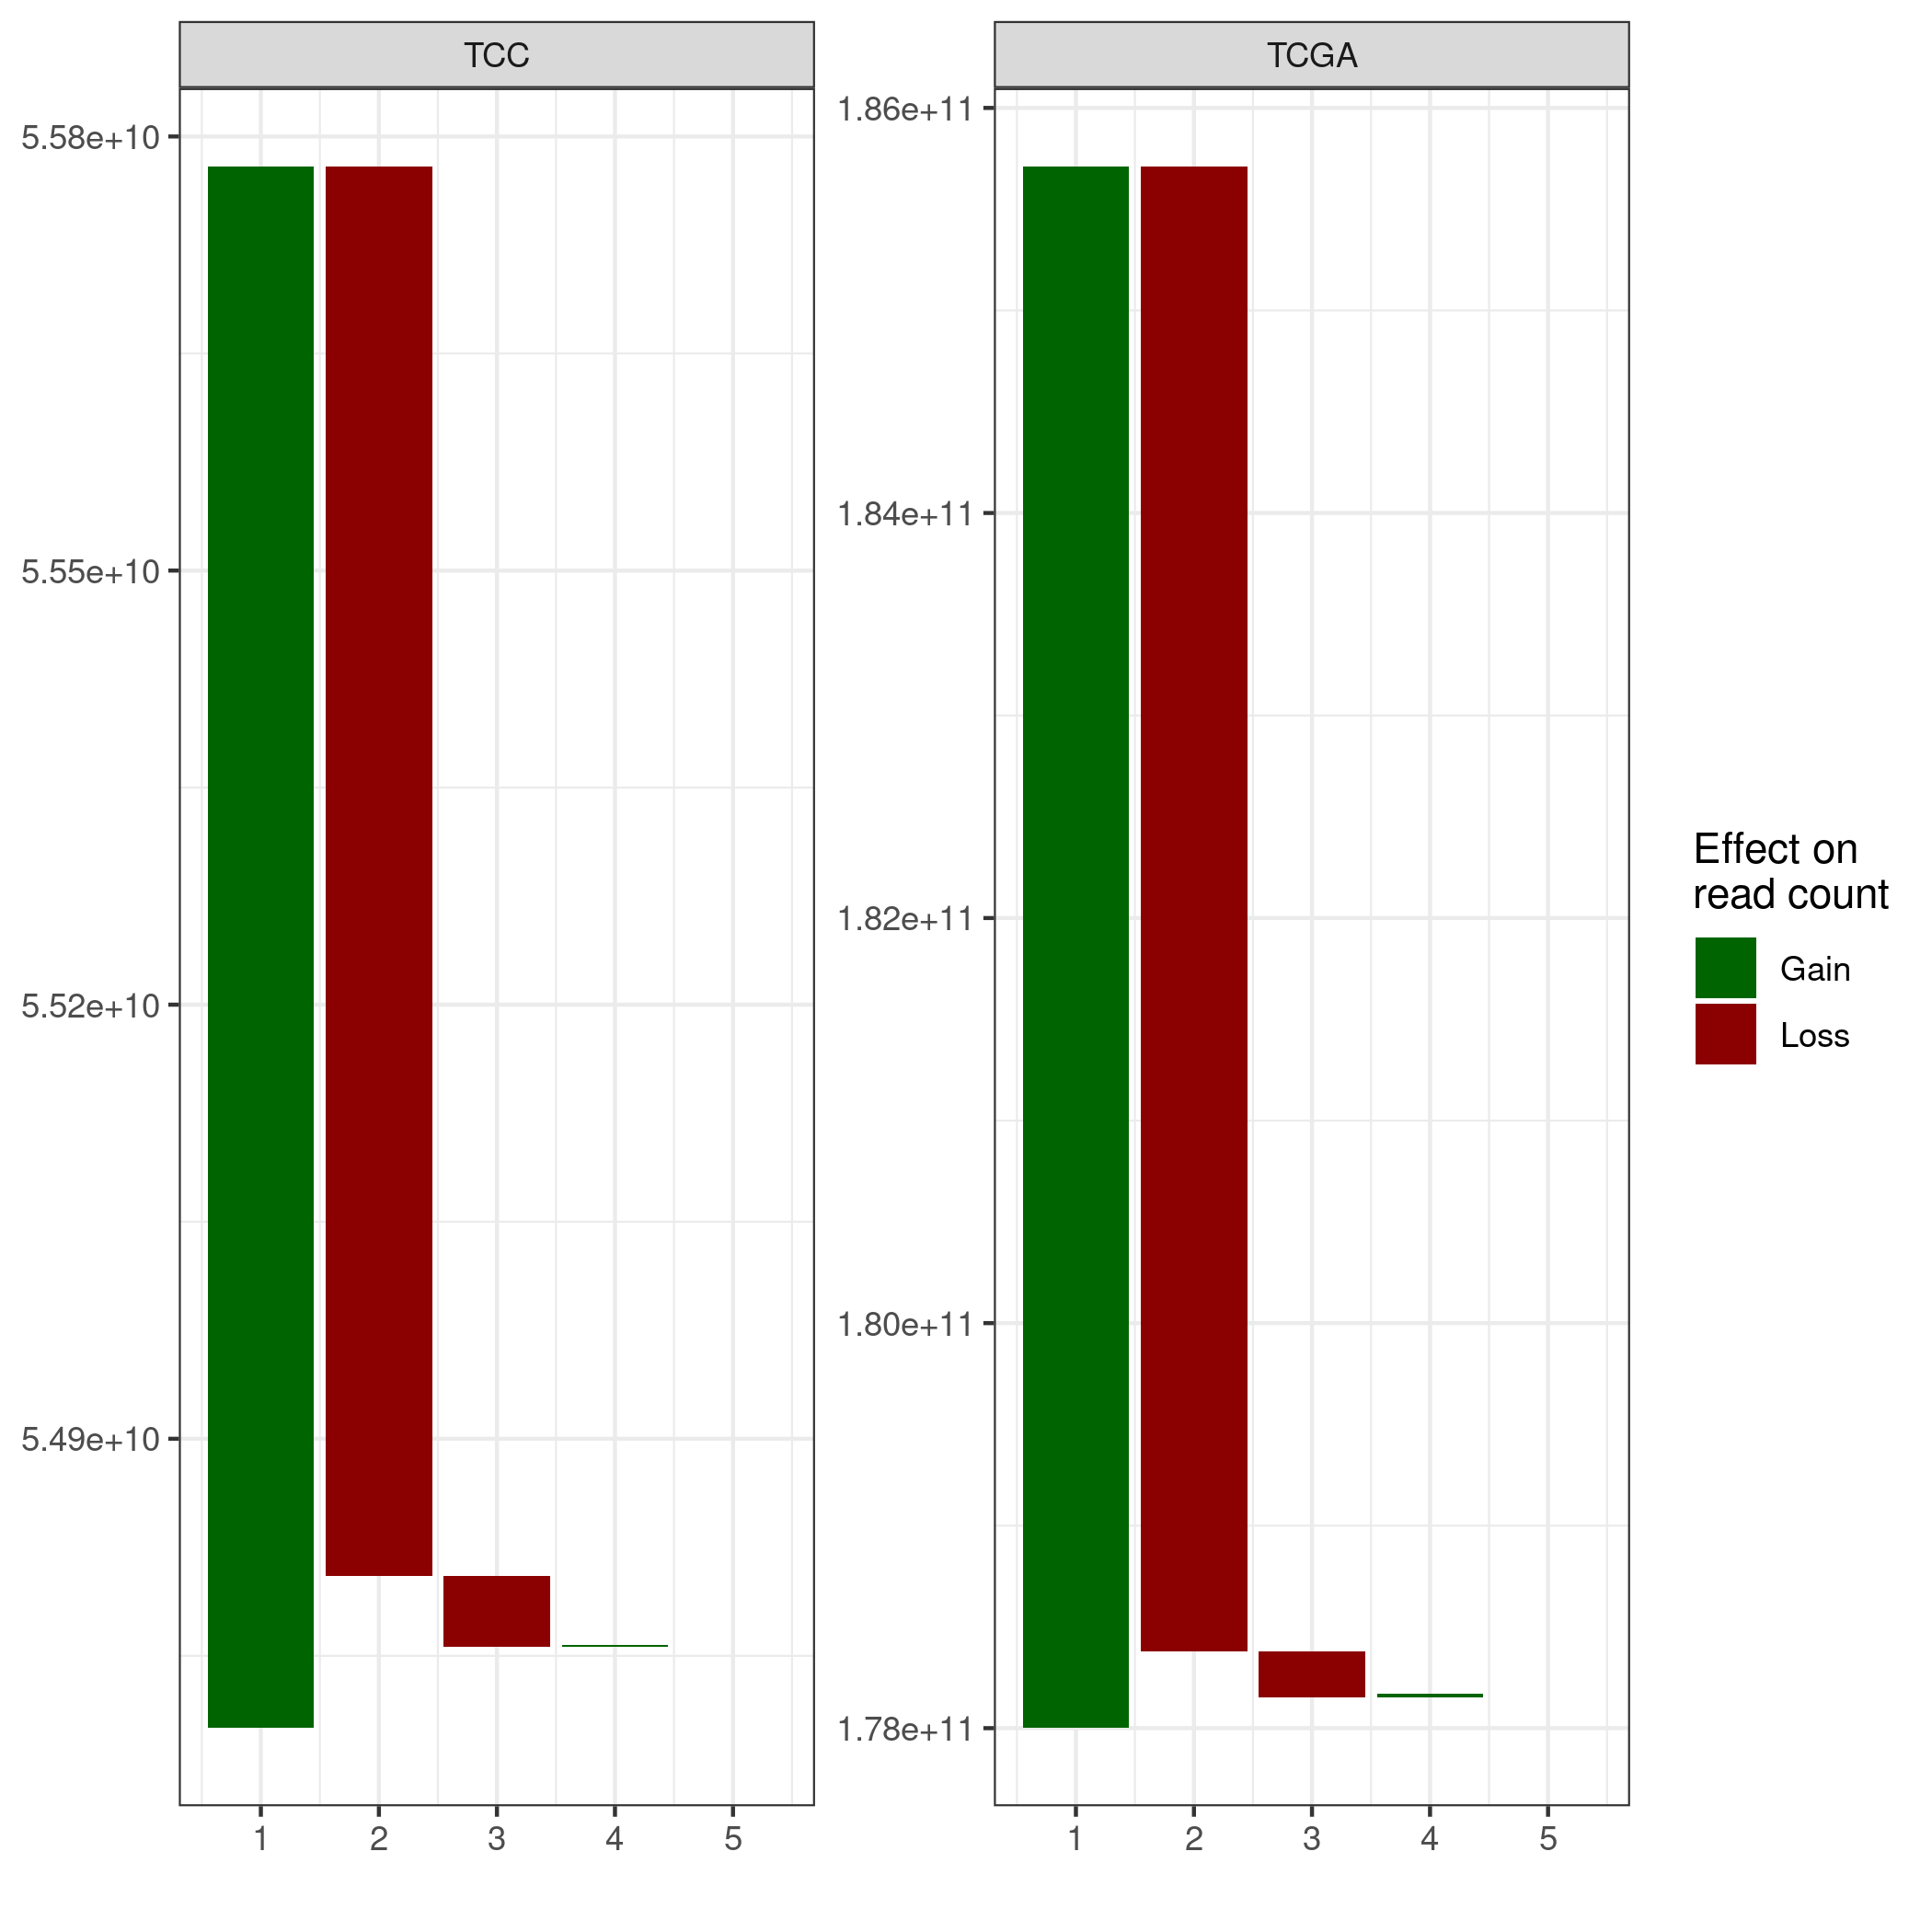 TCC
TCGA
5.58e+10
5.55e+10
5.52e+10
5.49e+10
1 2 3 4 5
1.86e+11
1.84e+11
1.82e+11
1.80e+11
1.78e+11
1 2 3 4 5
Effect on
read count
Gain
Loss